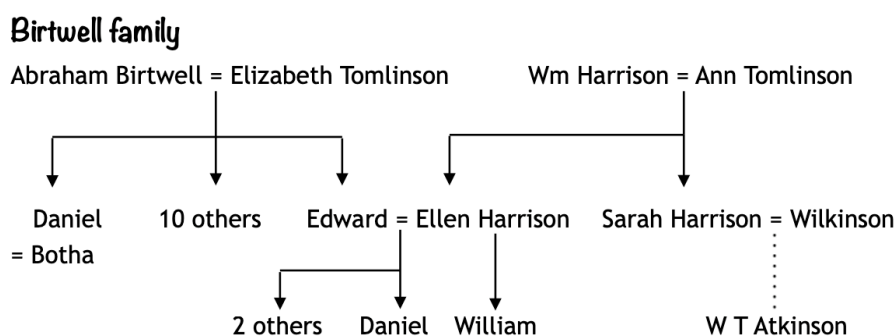 Birtwell family
Abraham Birtwell = Elizabeth Tomlinson Wm Harrison = Ann Tomlinson
Daniel 10 others Edward = Ellen Harrison Sarah Harrison = Wilkinson
= Botha
2 others Daniel William W T Atkinson